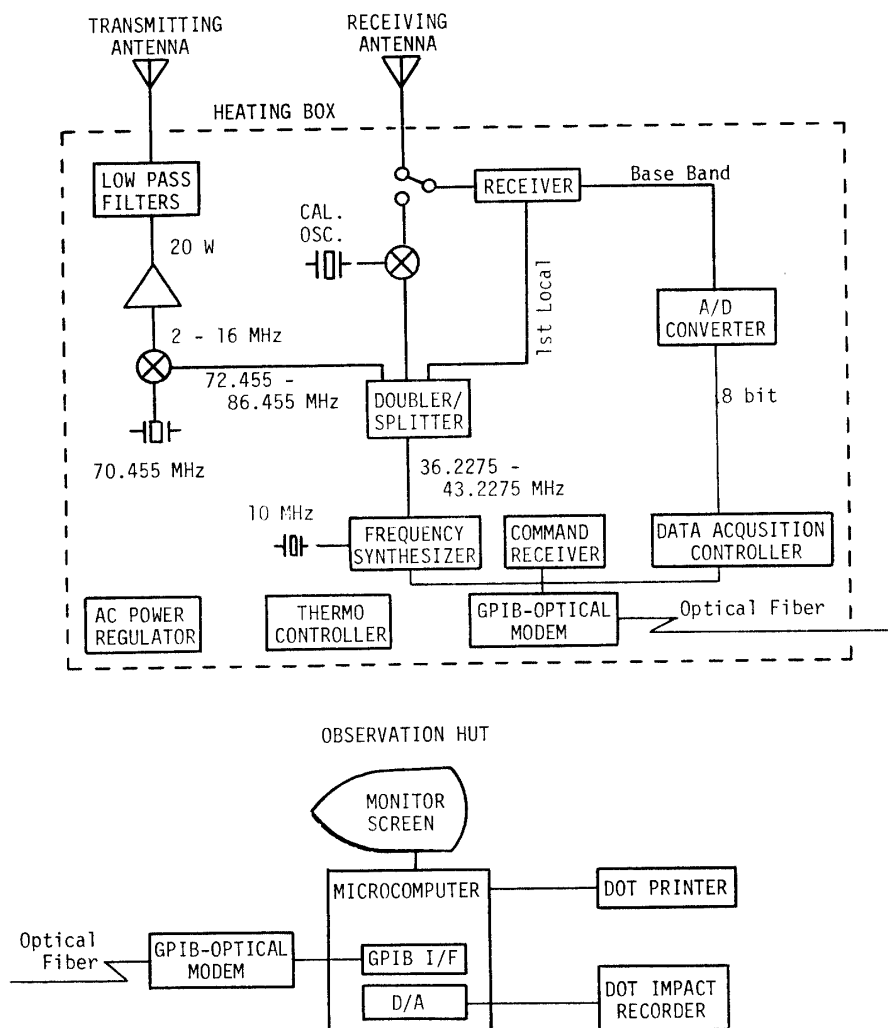 TRANSMITTING
ANTENNA
RECEIVING
ANTENNA
HEATING BOX
LOW PASS
FILTERS
20 W
2 - 16 MHz
72.455 -
86.455 MHz
70.455 MHz
CAL.
OSC.
RECEIVER
Base Band
1st Local
A/D
CONVERTER
8 bit
DOUBLER/
SPLITTER
36.2275 -
43.2275 MHz
10 MHz
FREQUENCY
SYNTHESIZER
COMMAND
RECEIVER
DATA ACQUSITION
CONTROLLER
AC POWER
REGULATOR
THERMO
CONTROLLER
GPIB-OPTICAL
MODEM
Optical Fiber
OBSERVATION HUT
MONITOR
SCREEN
MICROCOMPUTER
DOT PRINTER
Optical
Fiber
GPIB-OPTICAL
MODEM
GPIB I/F
D/A
DOT IMPACT
RECORDER